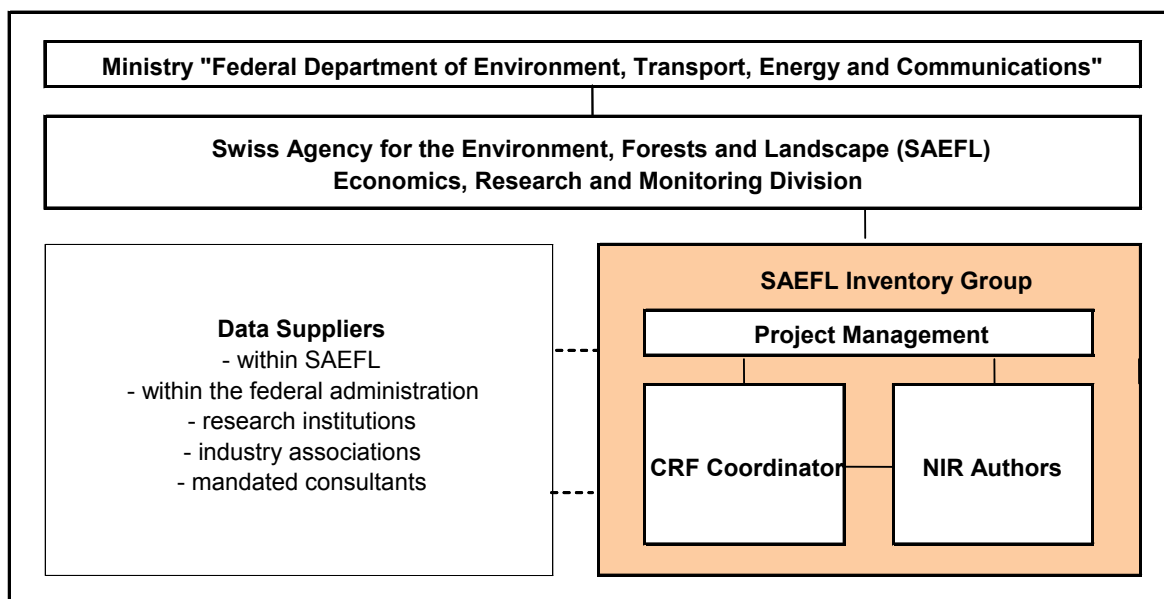 Ministry "Federal Department of Environment, Transport, Energy and Communications"
Swiss Agency for the Environment, Forests and Landscape (SAEFL)
Economics, Research and Monitoring Division
Data Suppliers
- within SAEFL
- within the federal administration
- research institutions
- industry associations
- mandated consultants
SAEFL Inventory Group
Project Management
CRF Coordinator
NIR Authors